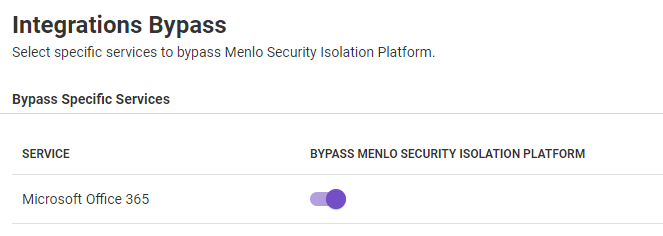 Integrations Bypass
Select specific services to bypass Menlo Security Isolation Platform.
Bypass Specific Services
SERVICE BYPASS MENLO SECURITY ISOLATION PLATFORM
Microsoft Office 365